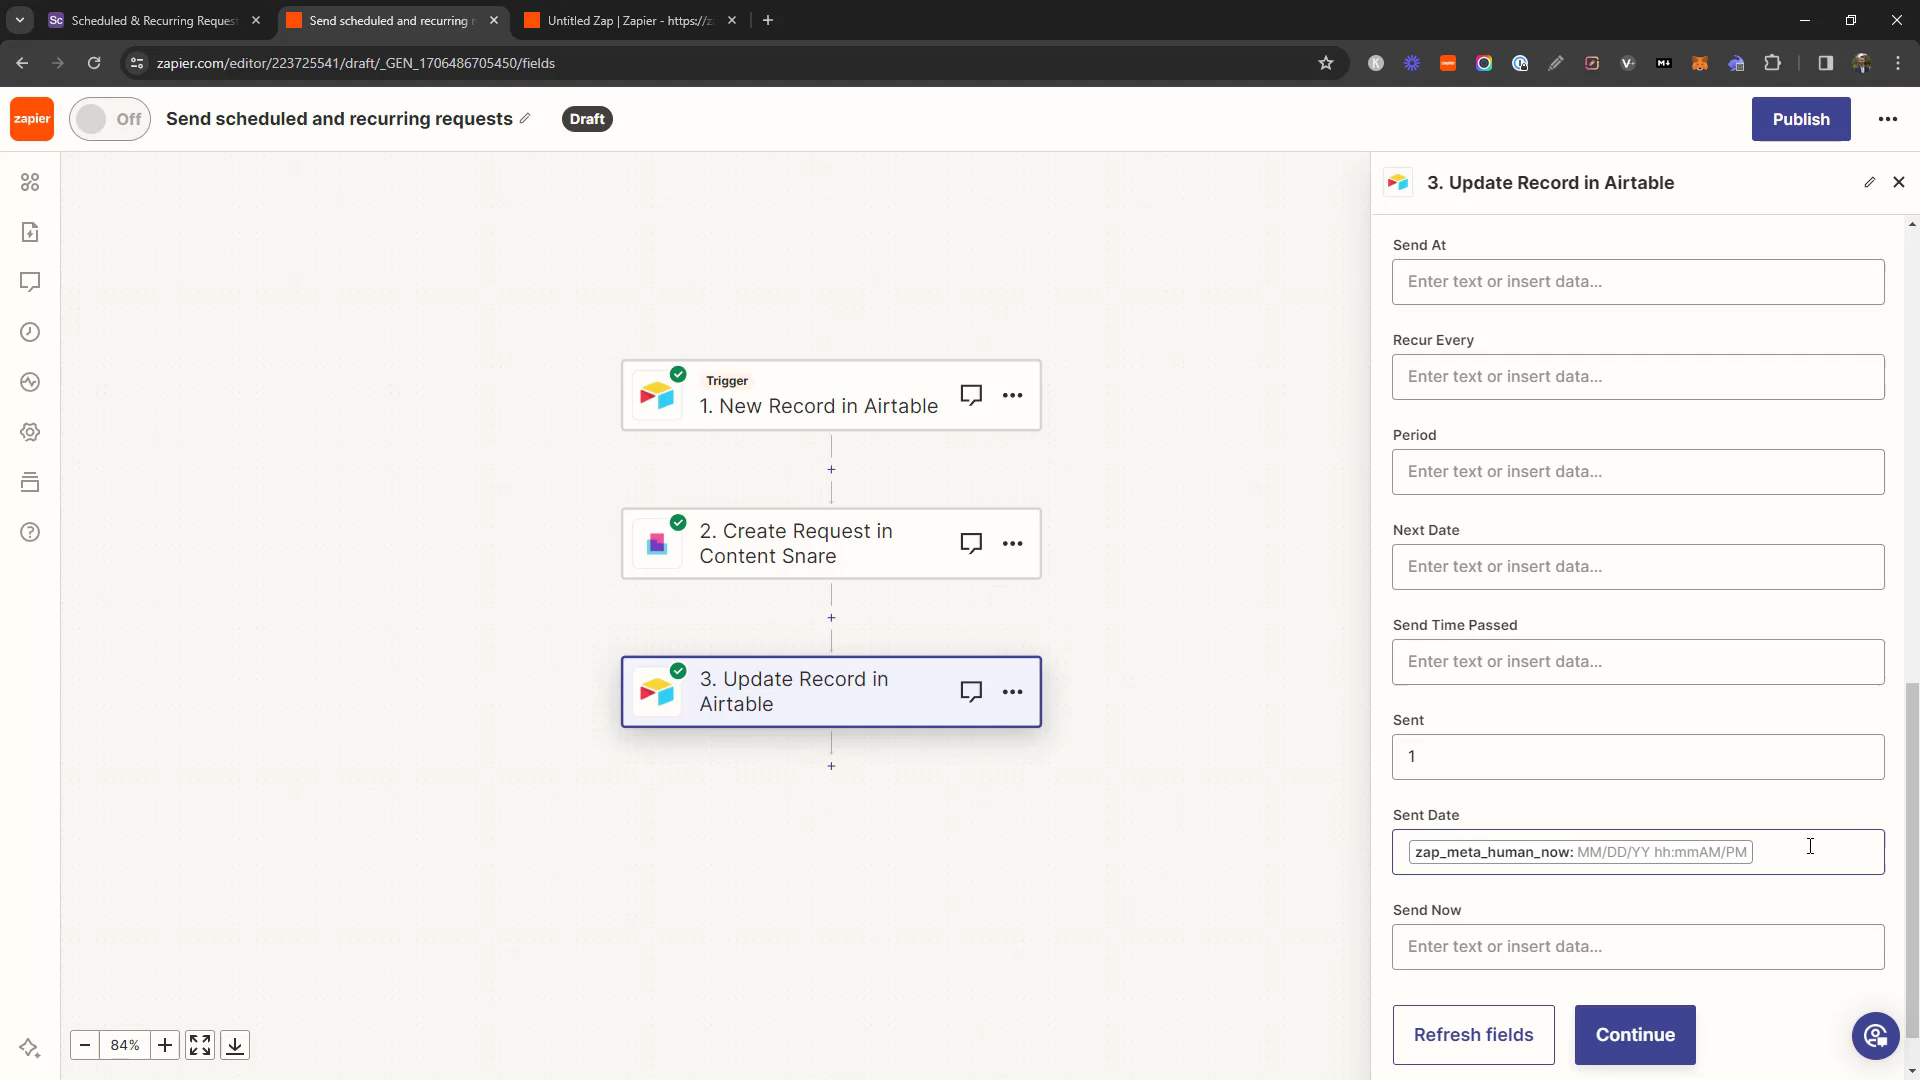 Scheduled & Recurring Reques
Send scheduled and recurring
Untitled Zap | Zapier - https://z
zapier.com/editor/223725541/draft/_GEN_1706486705450/fields
zapier
Off
Send scheduled and recurring requests
Draft
Publish
3. Update Record in Airtable
Send At
Enter text or insert data...
Recur Every
Enter text or insert data...
Period
Enter text or insert data...
Next Date
Enter text or insert data...
Send Time Passed
Enter text or insert data...
Sent
1
Sent Date
zap_meta_human_now: MM/DD/YY hh:mmAM/PM
Send Now
Enter text or insert data...
Refresh fields
Continue
Trigger
1. New Record in Airtable
2. Create Request in
Content Snare
3. Update Record in
Airtable
84%